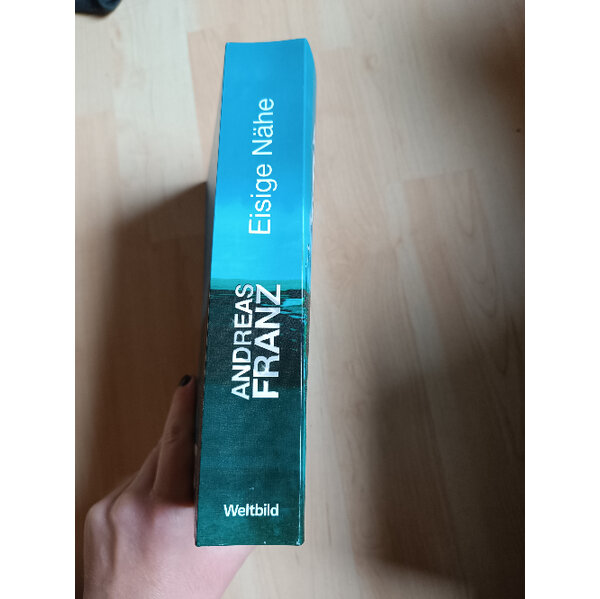 ANDREAS
FRANZ
Eisige Nähe
Weltbild